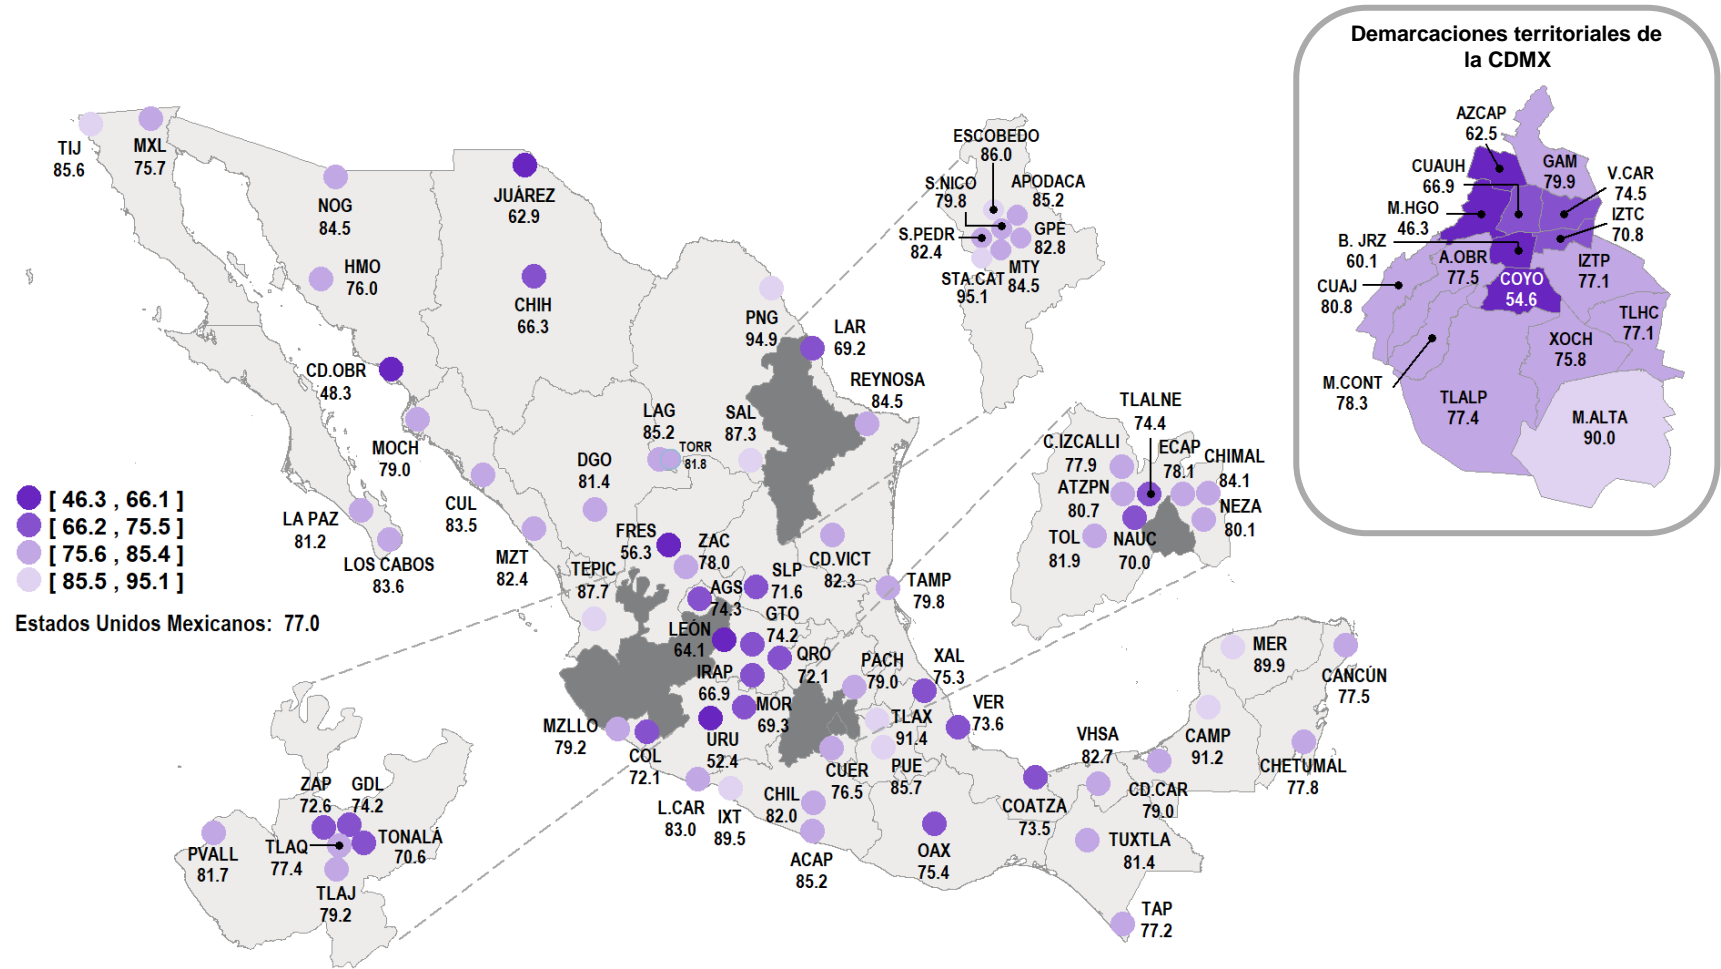 Demarcaciones territoriales de
la CDMX
AZCAP
62.5
CUAUH
66.9
GAM
79.9
V.CAR
74.5
M.HGO
46.3
IZTC
70.8
B. JRZ
60.1
A.OBR
77.5
IZTP
77.1
CUAJ
80.8
COYO
54.6
TLHC
77.1
XOCH
75.8
M.CONT
78.3
TLALP
77.4
M.ALTA
90.0
TIJ
85.6
MXL
75.7
NOG
84.5
JUÁREZ
62.9
HMO
76.0
CHIH
66.3
CD.OBR
48.3
MOCH
79.0
ESCOBEDO
86.0
S.NICO
79.8
APODACA
85.2
S.PEDR
82.4
GPE
82.8
STA.CAT
95.1
MTY
84.5
PNG
94.9
LAR
69.2
REYNOSA
84.5
LAG
85.2
TORR
81.8
SAL
87.3
DGO
81.4
CUL
83.5
LA PAZ
81.2
LOS CABOS
83.6
MZT
82.4
[ 46.3 , 66.1 ]
[ 66.2 , 75.5 ]
[ 75.6 , 85.4 ]
[ 85.5 , 95.1 ]
Estados Unidos Mexicanos: 77.0
FRES
56.3
ZAC
78.0
TEPIC
87.7
AGS
74.3
SLP
71.6
CD.VICT
82.3
TAMP
79.8
LEÓN
64.1
GTO
74.2
IRAP
66.9
QRO
72.1
PACH
79.0
XAL
75.3
MOR
69.3
MZLLO
79.2
COL
72.1
URU
52.4
TLAX
91.4
VER
73.6
CUER
76.5
PUE
85.7
L.CAR
83.0
IXT
89.5
CHIL
82.0
ACAP
85.2
OAX
75.4
COATZA
73.5
VHSA
82.7
CD.CAR
79.0
TUXTLA
81.4
TAP
77.2
CAMP
91.2
MER
89.9
CANCÚN
77.5
CHETUMAL
77.8
TLALNE
74.4
C.IZCALLI
77.9
ECAP
78.1
CHIMAL
84.1
ATZPN
80.7
NEZA
80.1
TOL
81.9
NAUC
70.0
ZAP
72.6
GDL
74.2
PVALL
81.7
TLAQ
77.4
TONALÁ
70.6
TLAJ
79.2